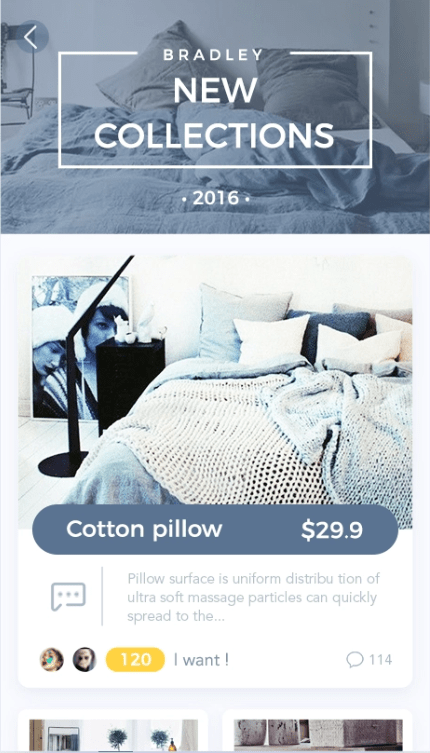 BRADLEY
NEW
COLLECTIONS
• 2016 •
Cotton pillow
$29.9
Pillow surface is uniform distribu tion of
ultra soft massage particles can quickly
spread to the...
120
I want !
114